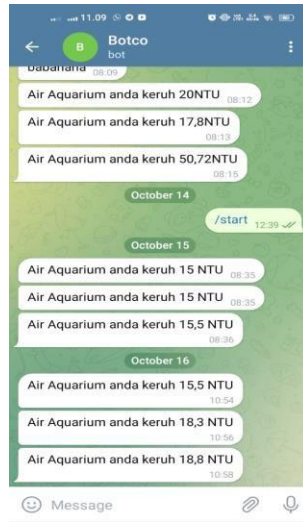 11.09
Botco
bot
08:09
Air Aquarium anda keruh 20NTU 08:12
Air Aquarium anda keruh 17,8NTU
08:13
Air Aquarium anda keruh 50,72NTU
08:15
October 14
/start 12:39
October 15
Air Aquarium anda keruh 15 NTU 08:35
Air Aquarium anda keruh 15 NTU 08:35
Air Aquarium anda keruh 15,5 NTU
08:36
October 16
Air Aquarium anda keruh 15,5 NTU
10:54
Air Aquarium anda keruh 18,3 NTU
10:56
Air Aquarium anda keruh 18,8 NTU
10:58
Message